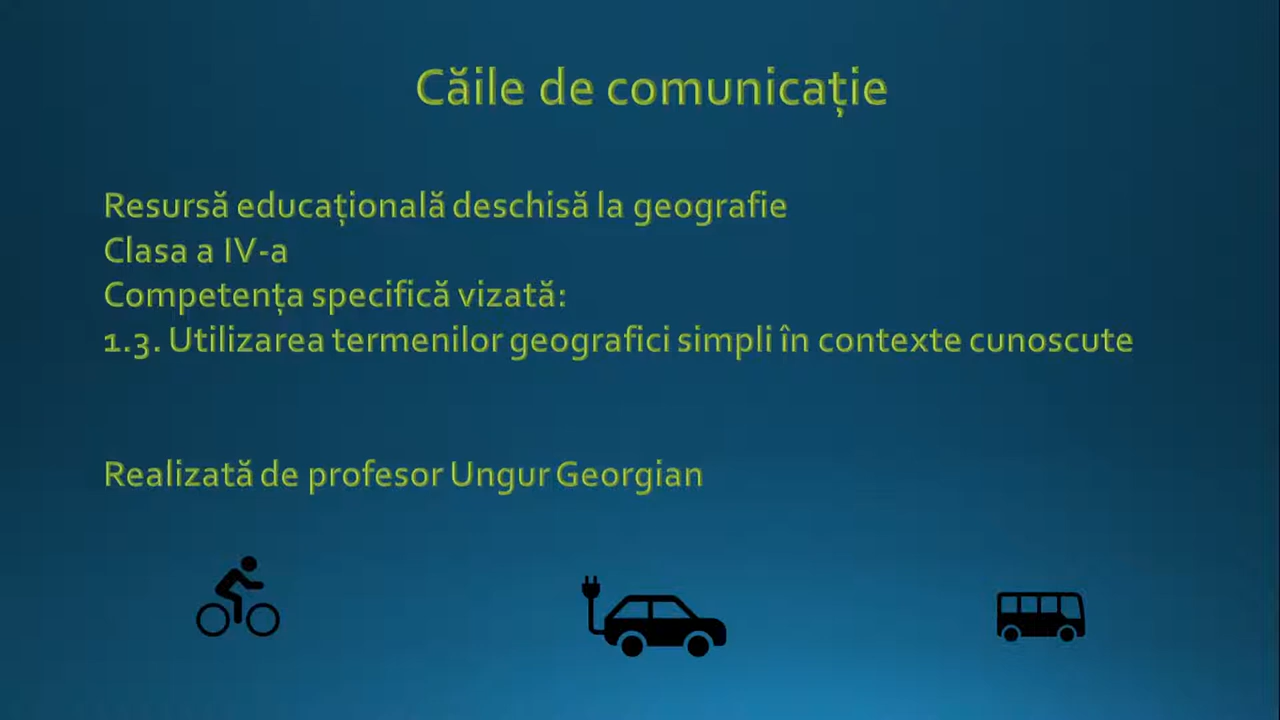 Căile de comunicație
Resursă educațională deschisă la geografie
Clasa a IV-a
Competența specifică vizată:
1.3. Utilizarea termenilor geografici simpli în contexte cunoscute
Realizată de profesor Ungur Georgian